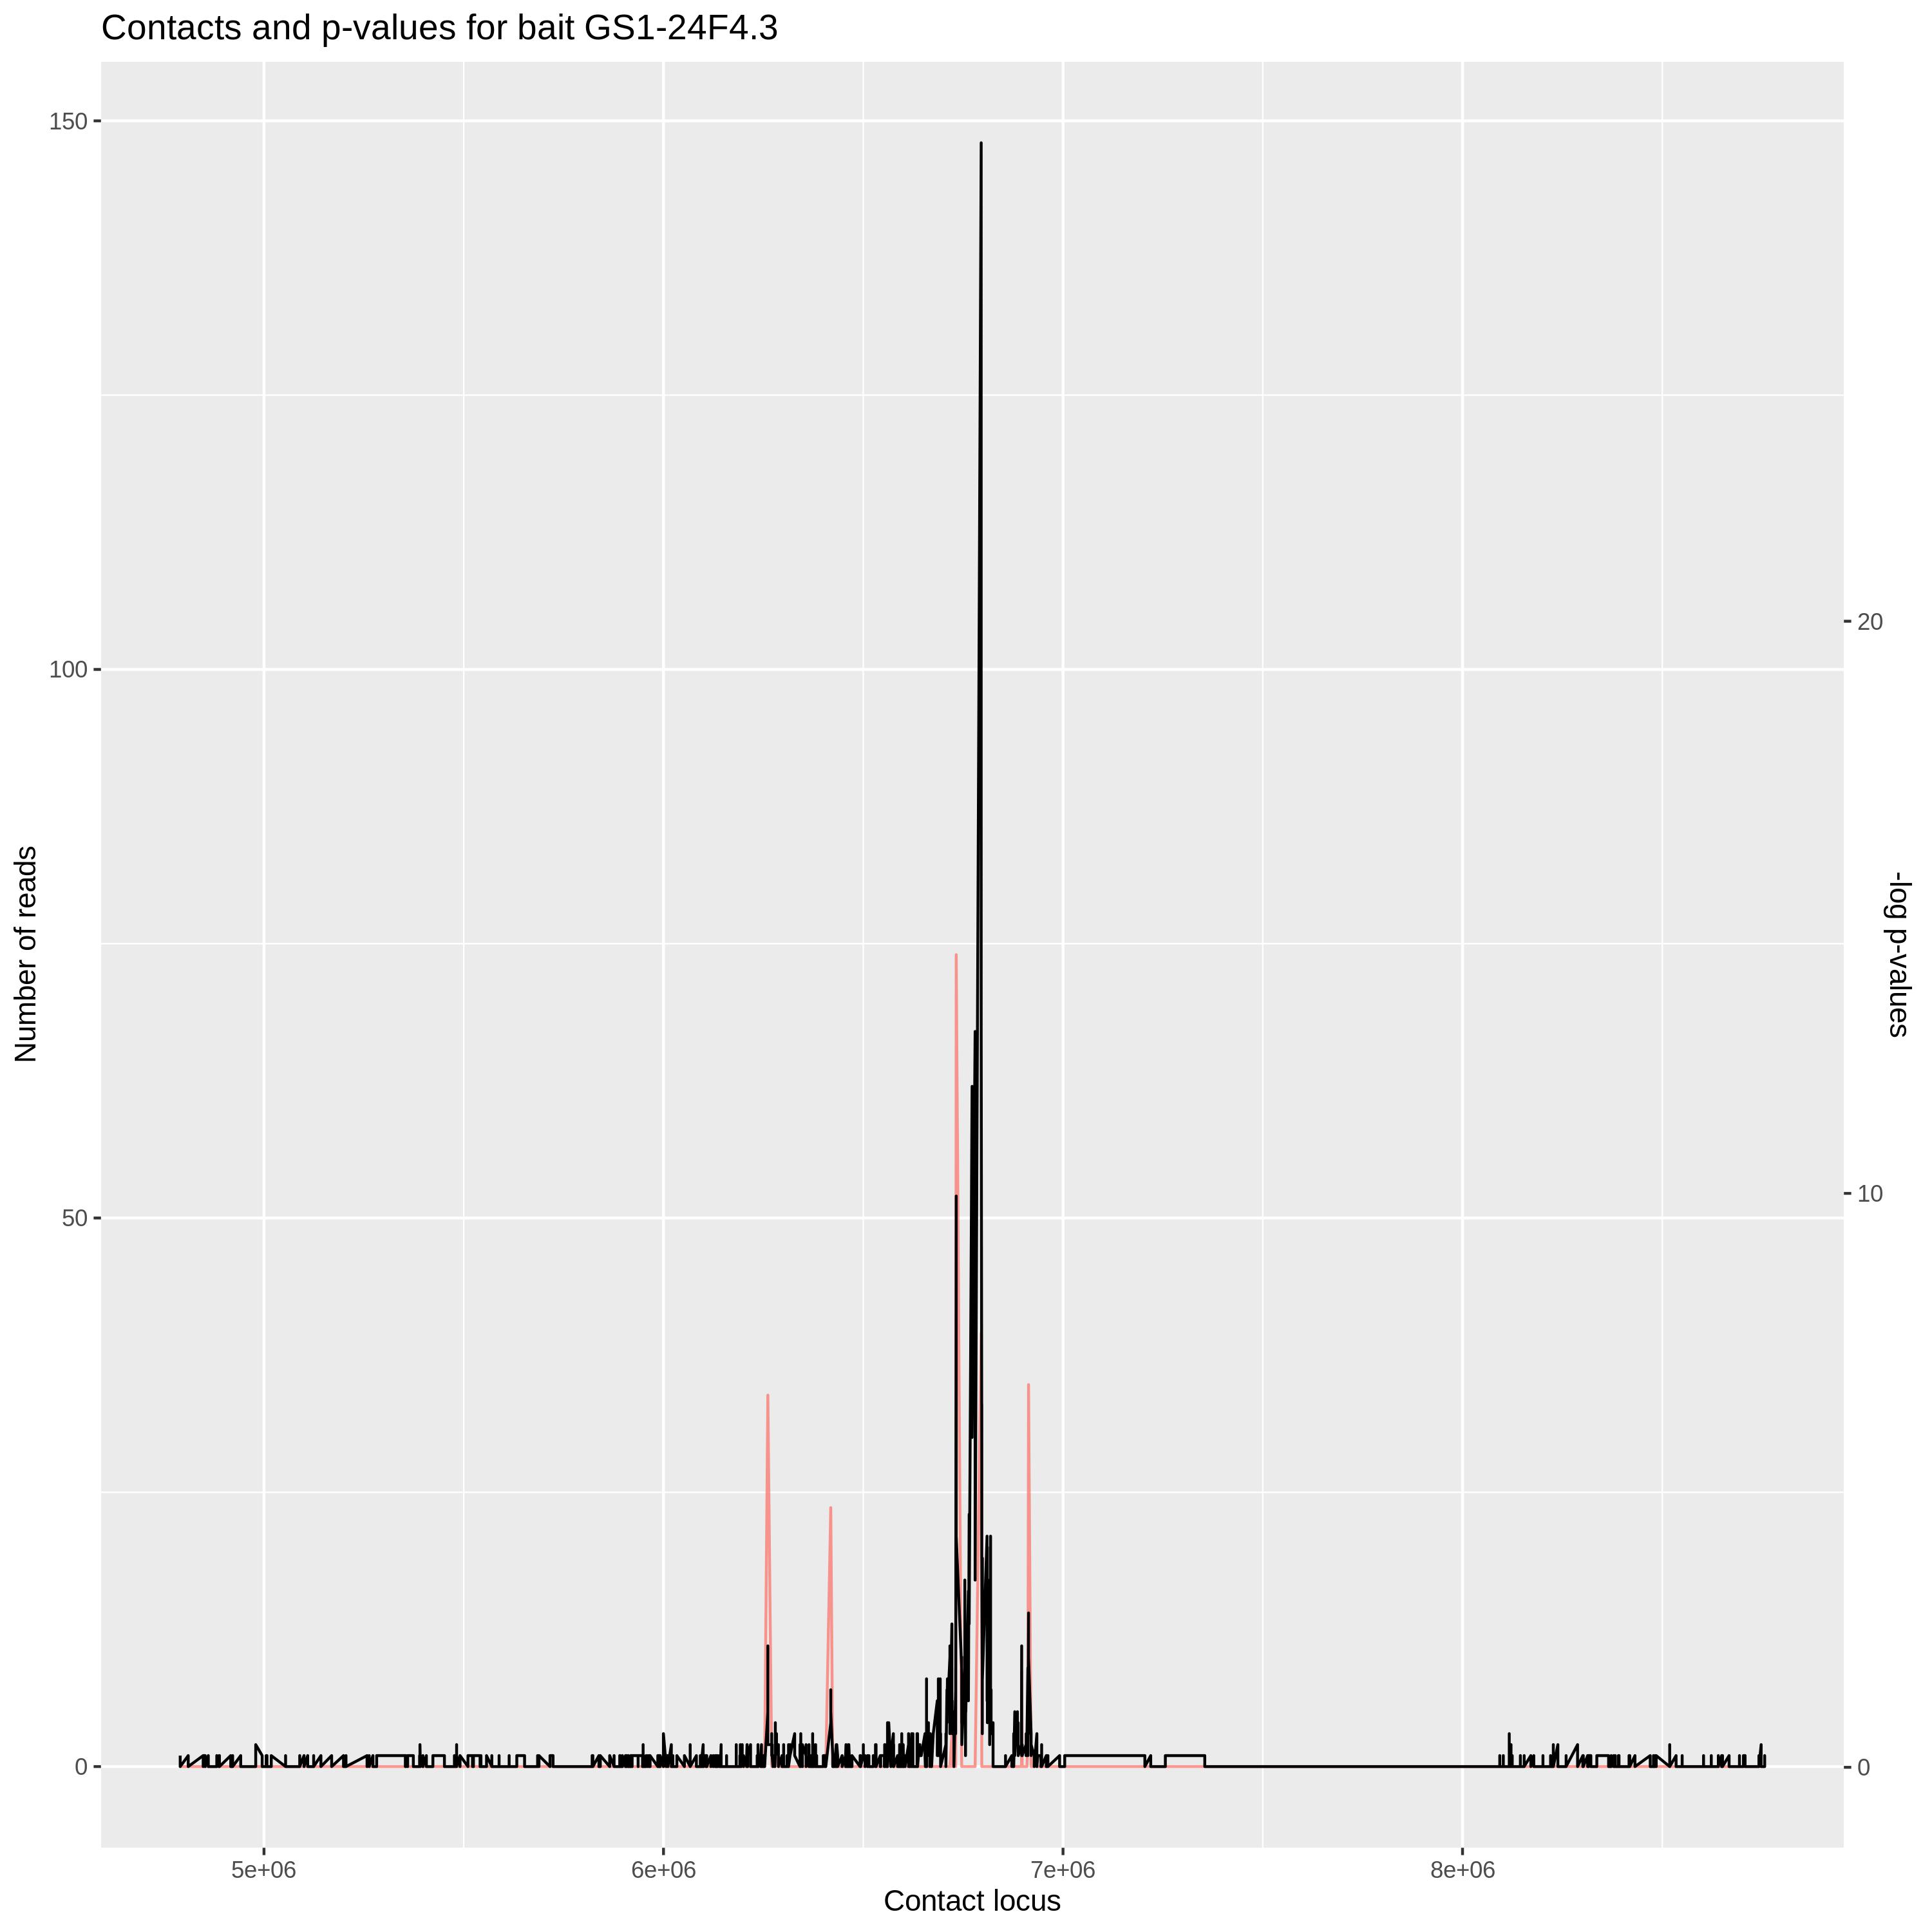 Contacts and p-values for bait GS1-24F4.3
150
100
50
0
Number of reads
20
10
0
-log p-values
5e+06
6e+06
7e+06
8e+06
Contact locus